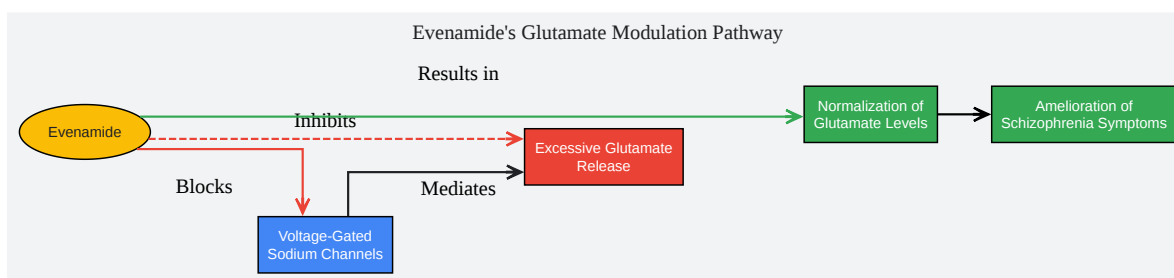 Evenamide's Glutamate Modulation Pathway
Results in
Normalization of
Glutamate Levels
Amelioration of
Schizophrenia Symptoms
Evenamide
Inhibits
Excessive Glutamate
Release
Blocks
Mediates
Voltage-Gated
Sodium Channels